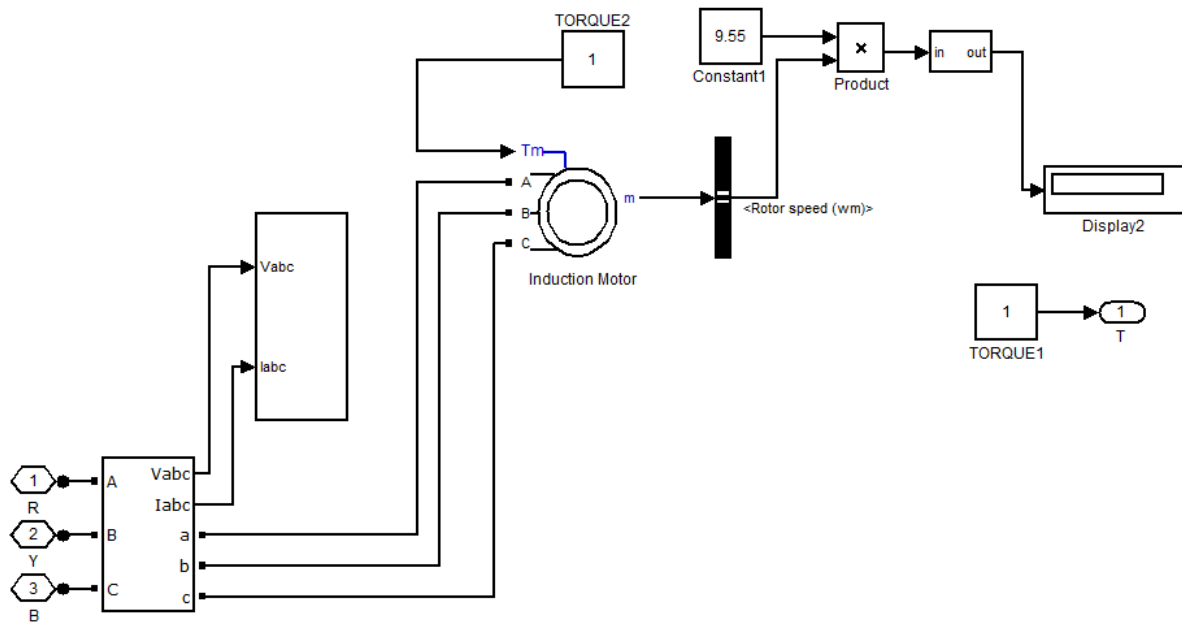 TORQUE2
1
9.55
Constant1
×
Product
in out
Display2
Tm
A
B
C
m
Induction Motor
<Rotor speed (wm)>
1
TORQUE1
1
T
Vabc
Iabc
1
R
2
Y
3
B
A
B
C
Vabc
Iabc
a
b
c